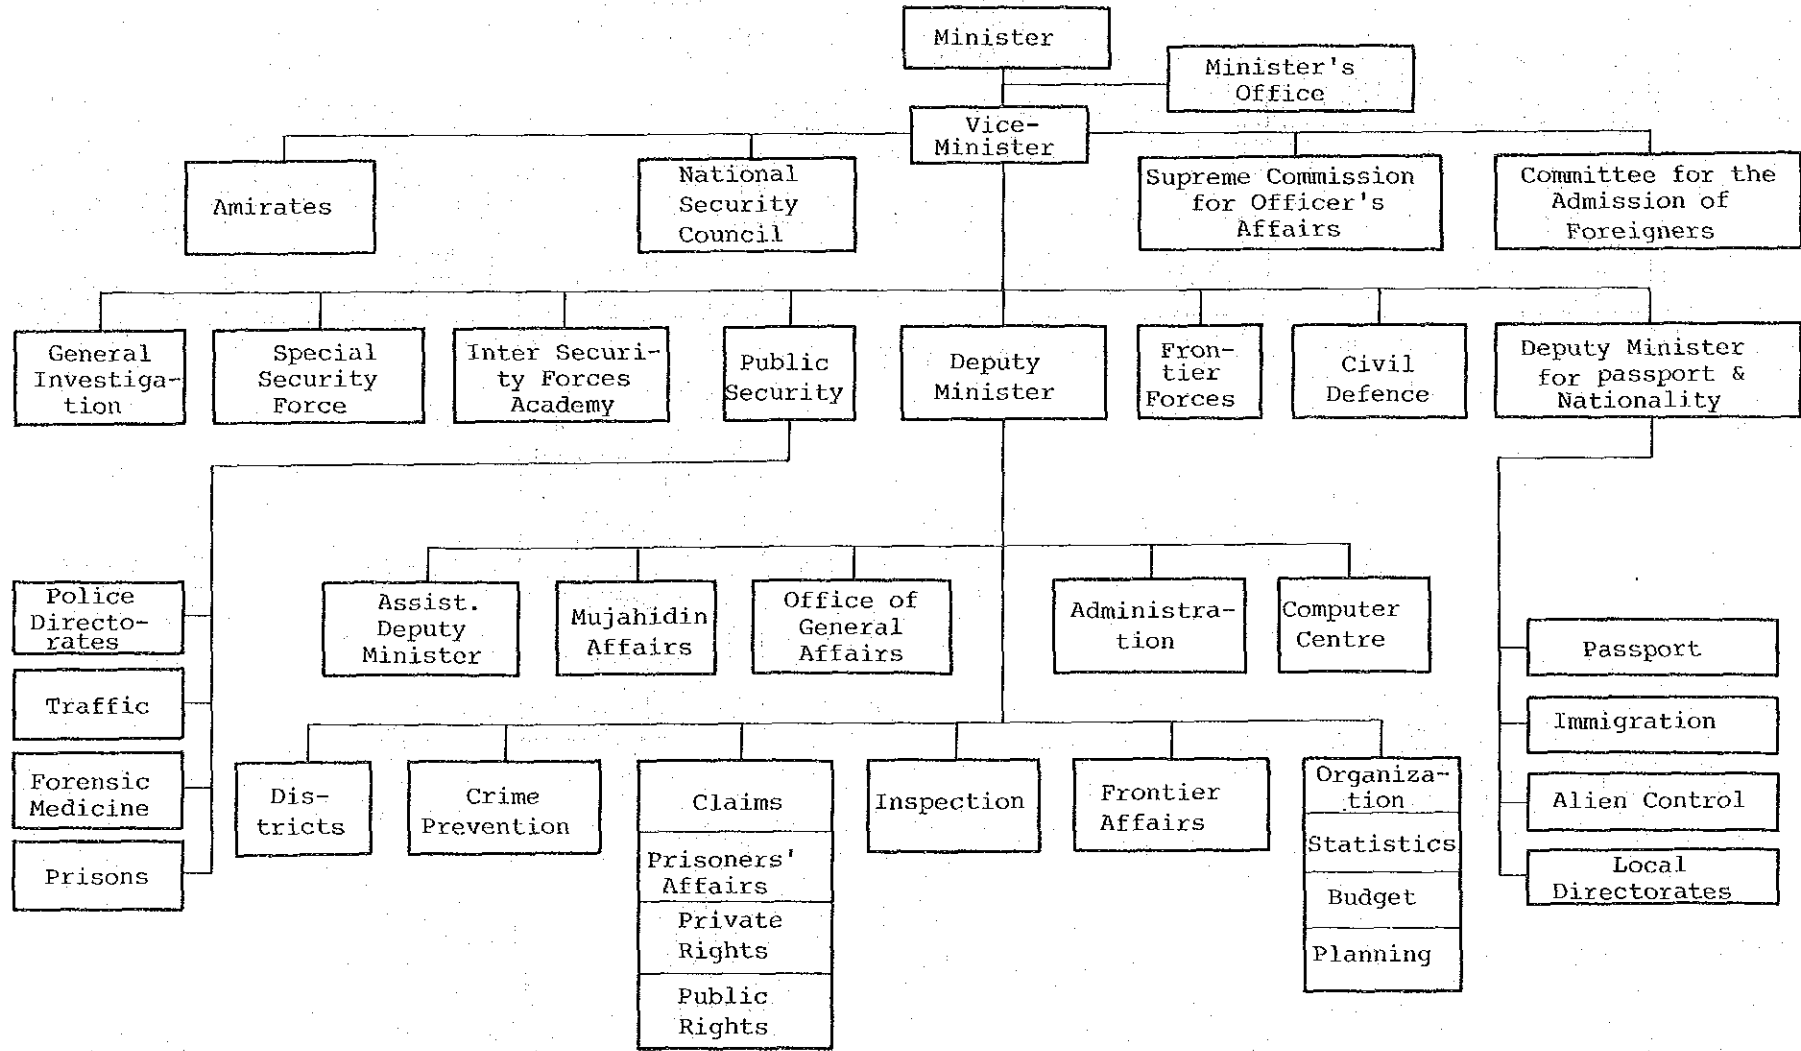 Minister
Minister's
Office
Vice-
Minister
Amirates
National
Security
Council
Supreme Commission
for Officer's
Affairs
Committee for the
Admission of
Foreigners
General
Investiga-
tion
Special
Security
Force
Inter Securi-
ty Forces
Academy
Public
Security
Deputy
Minister
Fron-
tier
Forces
Civil
Defence
Deputy Minister
for passport &
Nationality
Police
Directo-
rates
Traffic
Forensic
Medicine
Prisons
Assist.
Deputy
Minister
Mujahidin
Affairs
Office of
General
Affairs
Administra-
tion
Computer
Centre
Passport
Immigration
Alien Control
Local
Directorates
Dis-
tricts
Crime
Prevention
Claims
Prisoners'
Affairs
Private
Rights
Public
Rights
Inspection
Frontier
Affairs
Organiza-
tion
Statistics
Budget
Planning